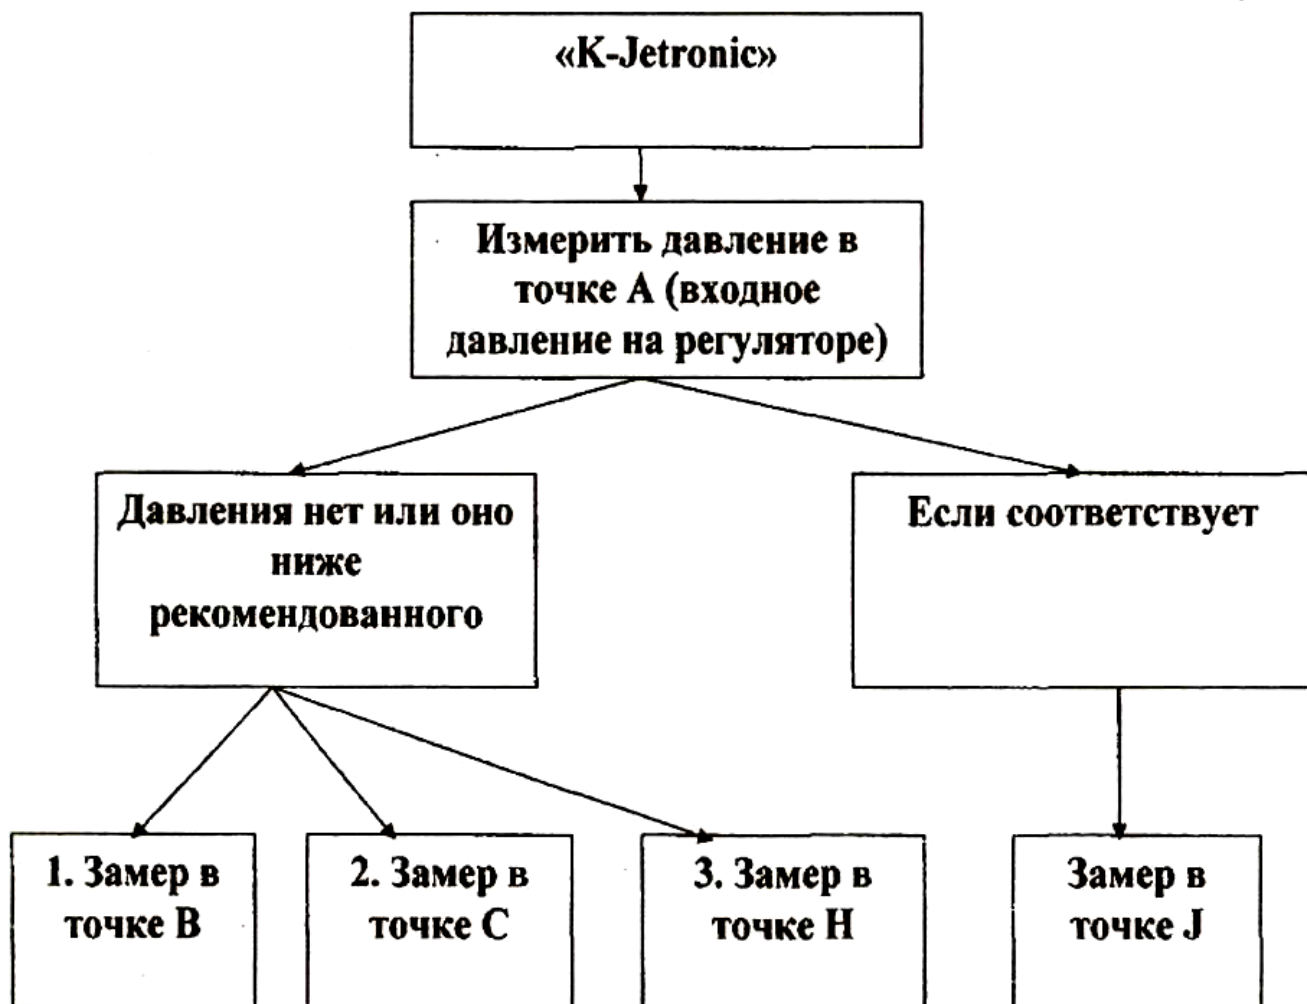 «K-Jetronic»
Измерить давление в
точке А (входное
давление на регуляторе)
Давления нет или оно
ниже
рекомендованного
Если соответствует
1. Замер в
точке В
2. Замер в
точке С
3. Замер в
точке Н
Замер в
точке J